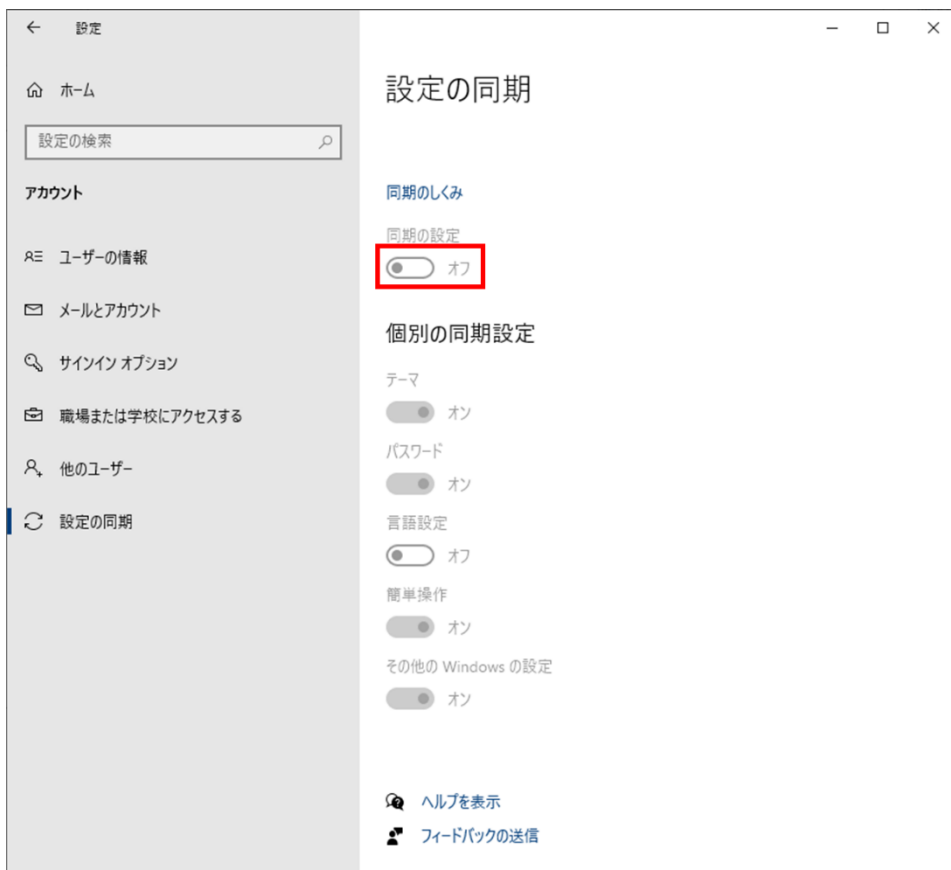 設定
ホーム
設定の検索
アカウント
ユーザーの情報
メールとアカウント
サインイン オプション
職場または学校にアクセスする
他のユーザー
設定の同期
設定の同期
同期のしくみ
同期の設定
オフ
個別の同期設定
テーマ
オン
パスワード
オン
言語設定
オフ
簡単操作
オン
その他の Windows の設定
オン
ヘルプを表示
フィードバックの送信